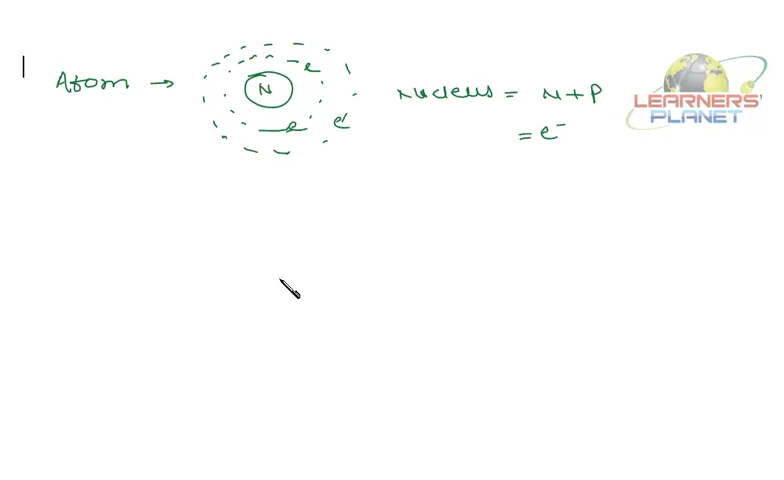 Atom → N e e e Nucleus = N + P
= e⁻
LEARNERS'
PLANET